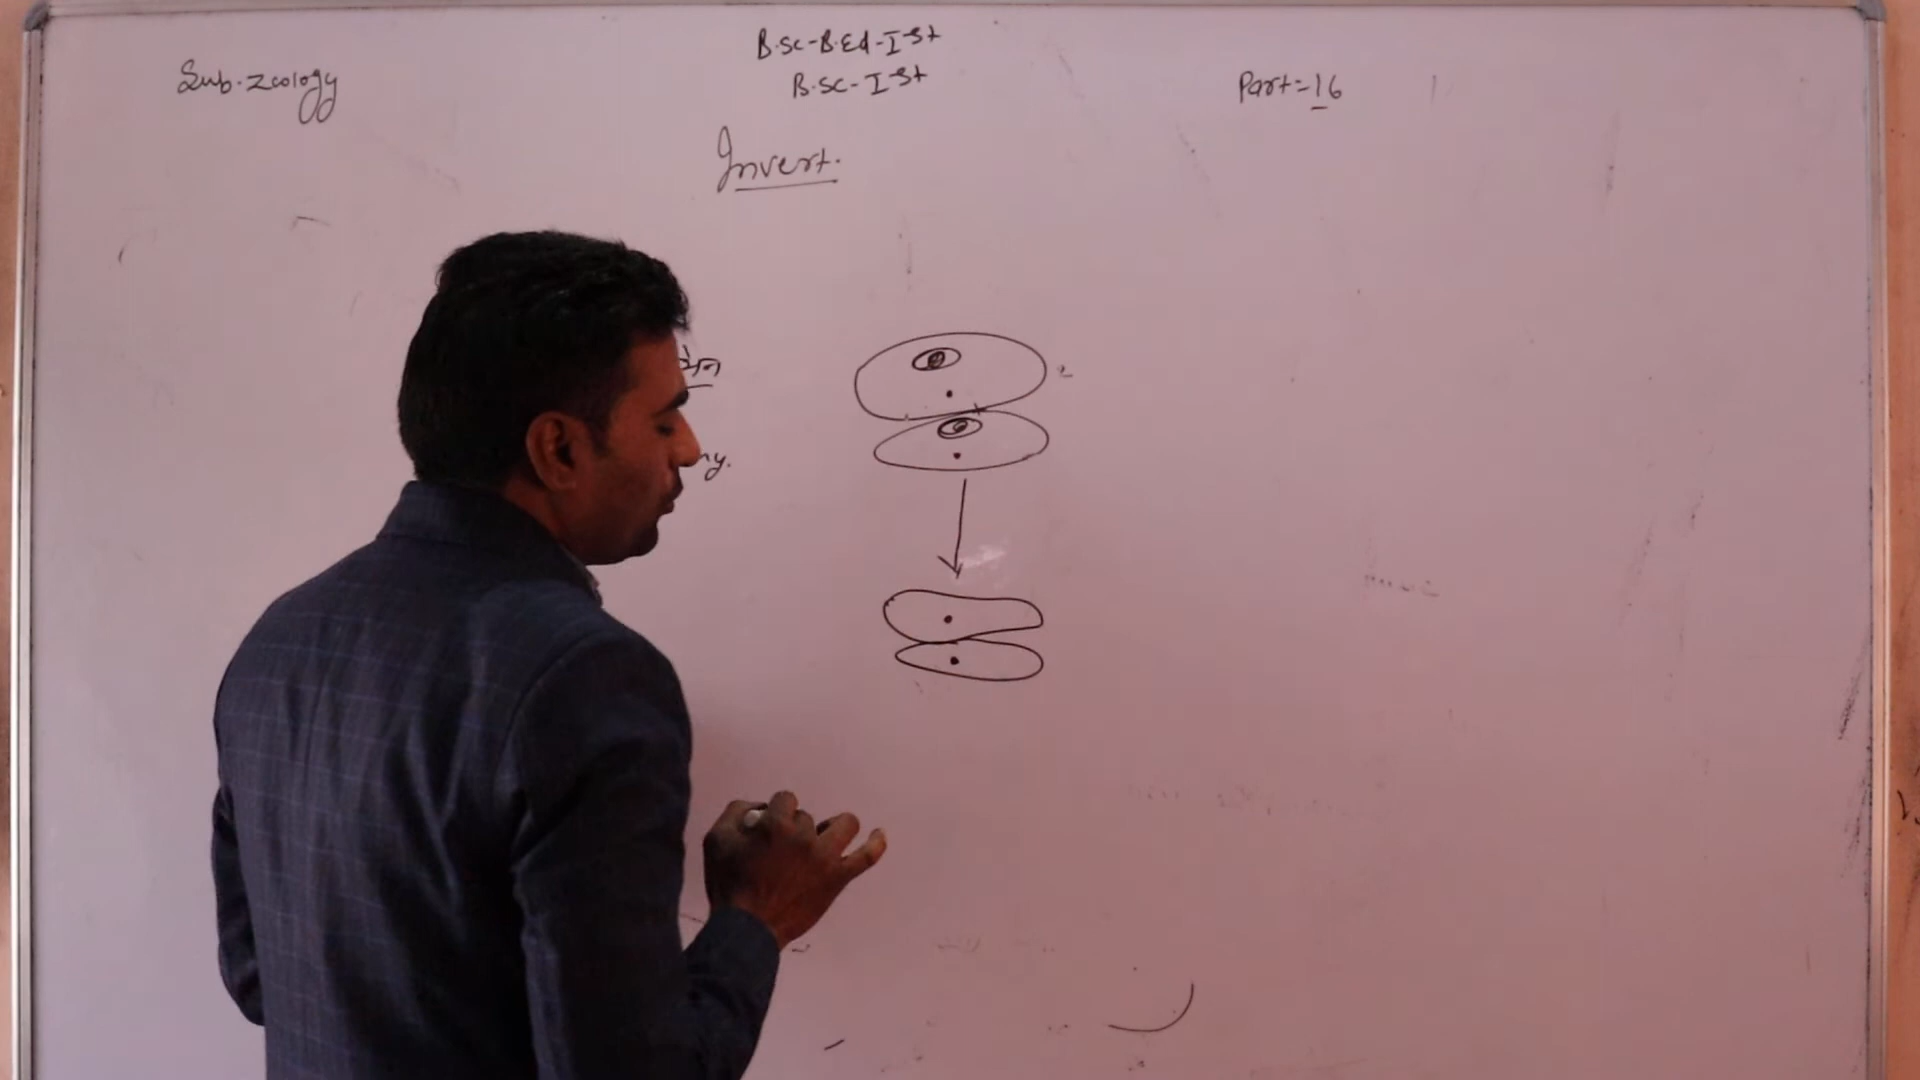 B.Sc-B.Ed-I-St
Sub.Zoology
B.SC-I-St
Part=16
Invert.